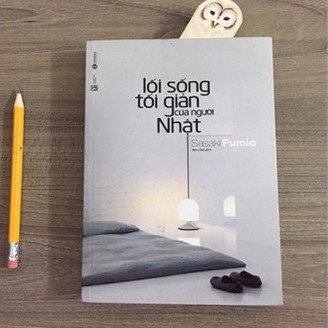 lối sống
tối giản
của người
Nhật
Sasaki Fumio